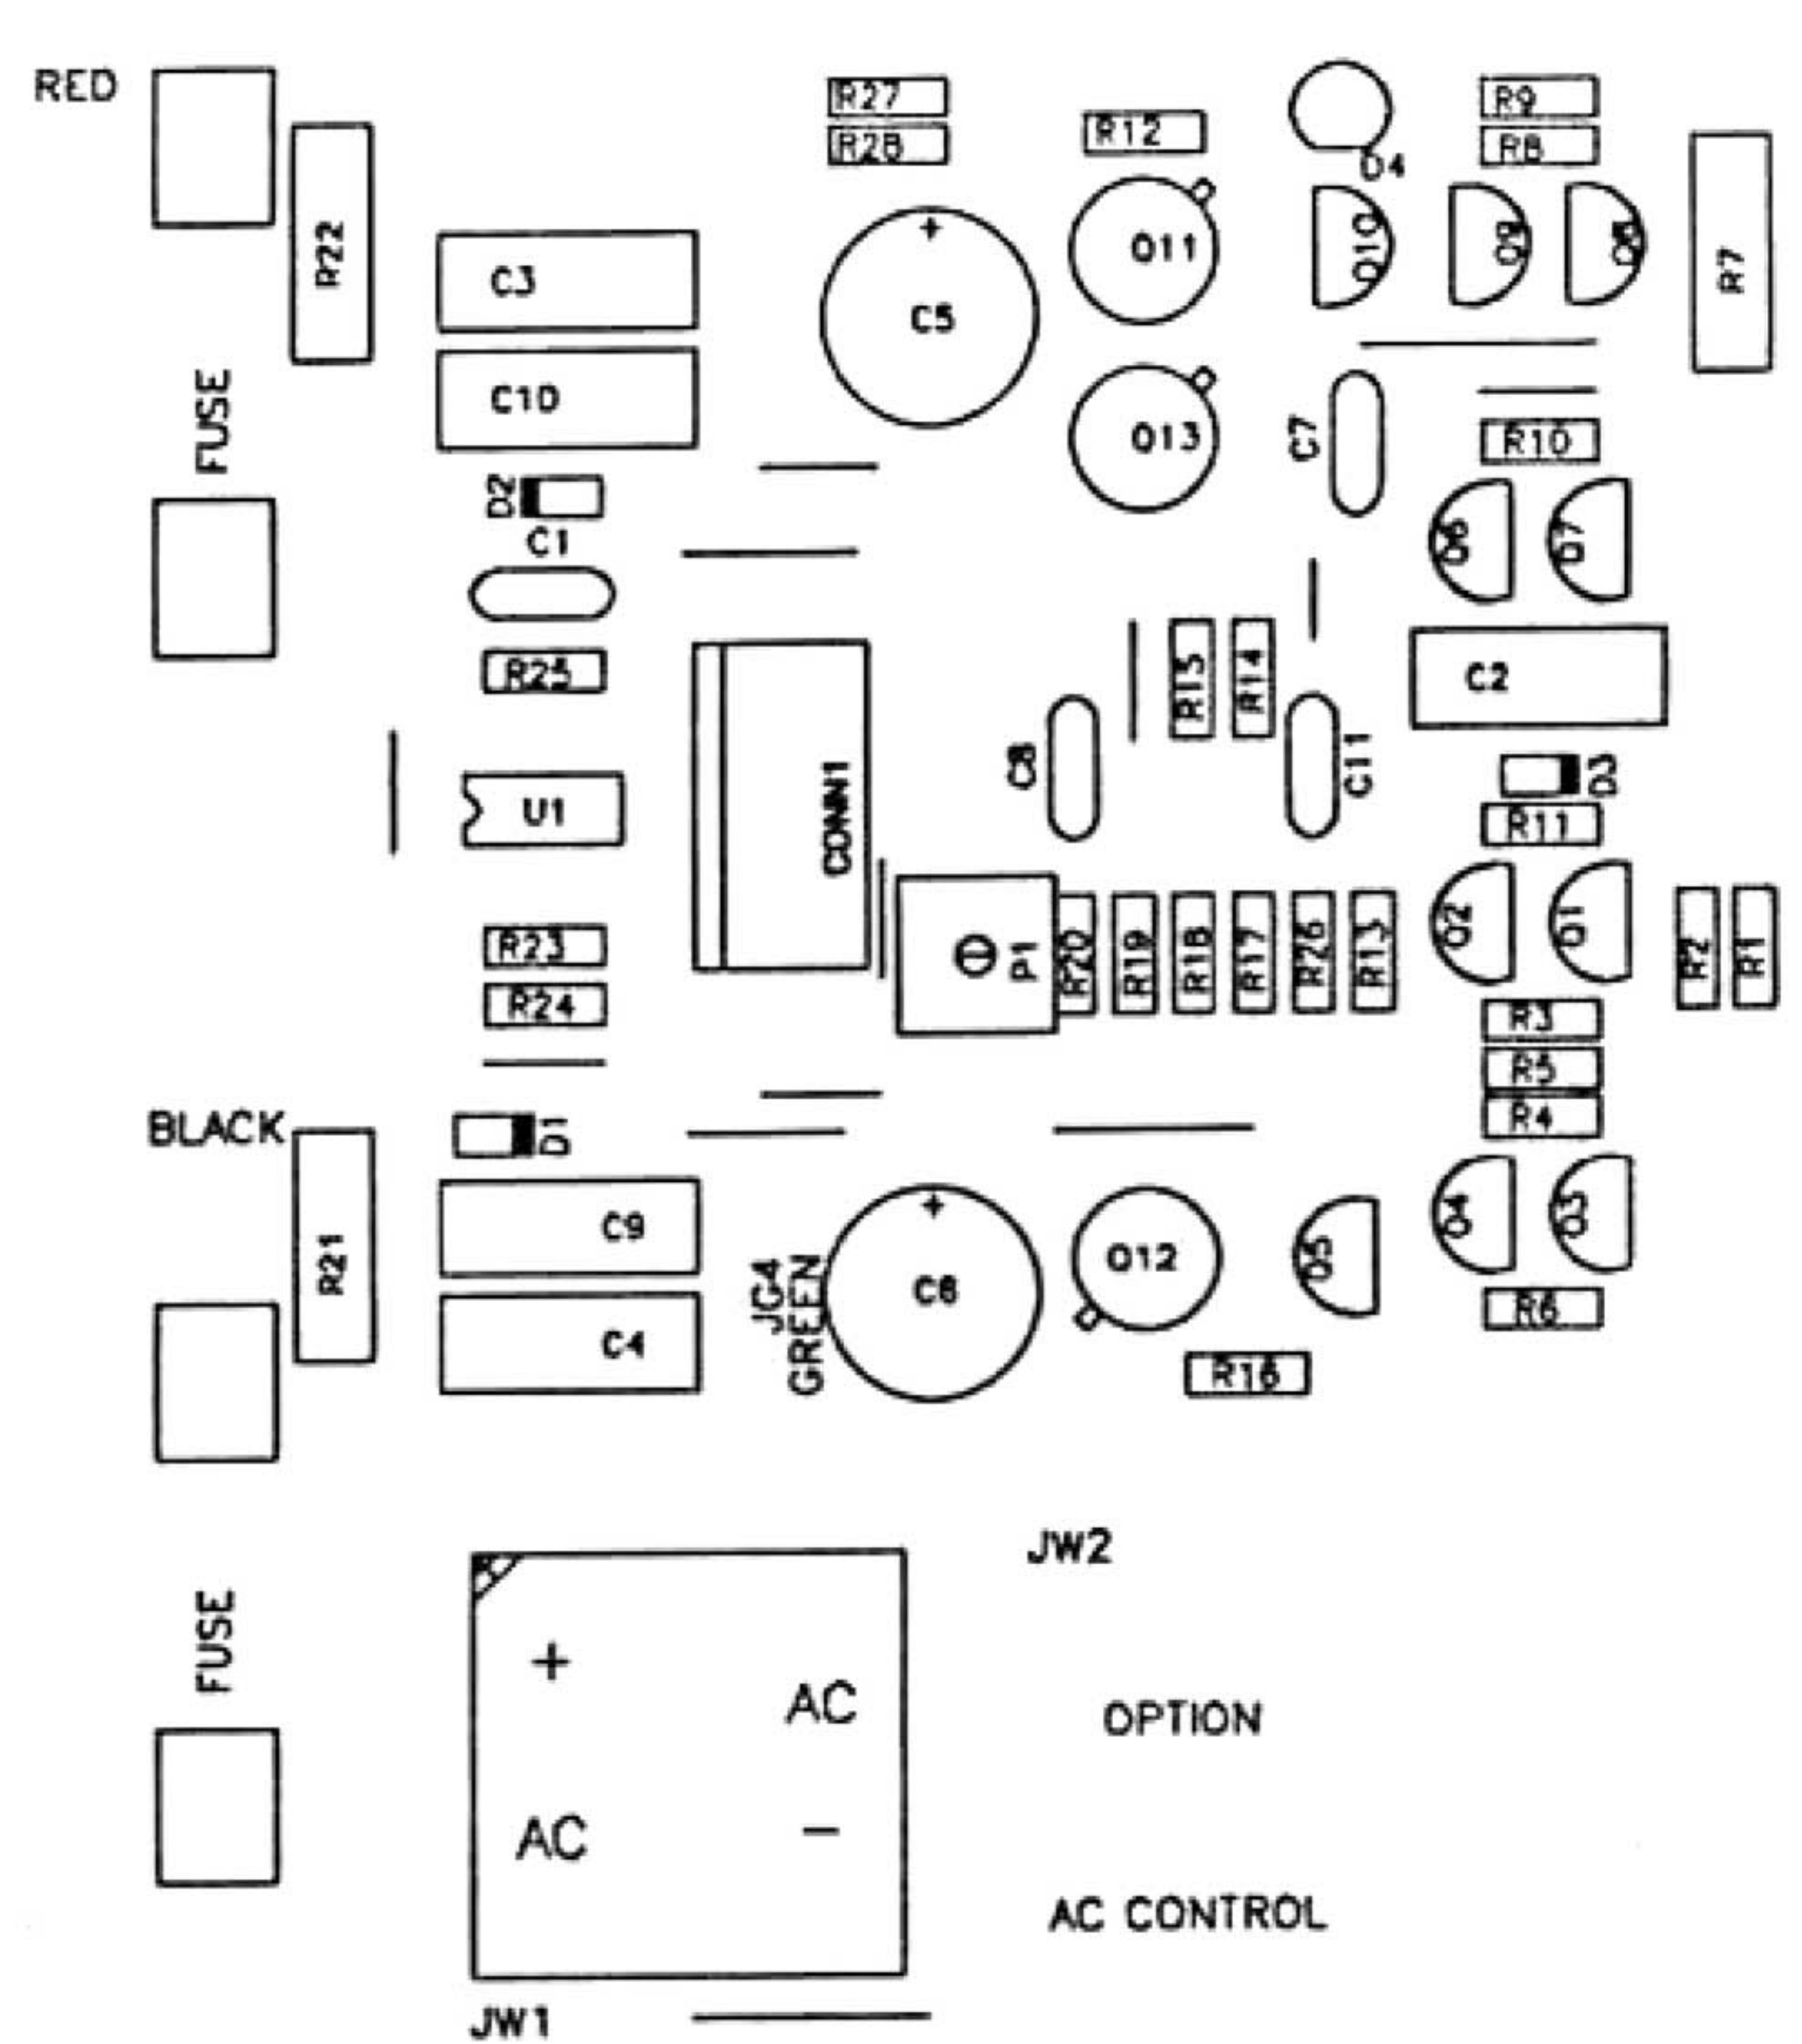 RED
R27
R28
R12
D4
R9
R8
R22
C3
C5
Q11
Q10
Q9
Q8
R7
FUSE
C10
Q13
C7
R10
D2
C1
Q6
Q7
R25
R15
R14
C2
U1
CONN1
C8
C11
D3
R11
R23
R24
P1
R20
R19
R18
R17
R26
R13
Q2
Q1
R2
R1
R3
R5
R4
BLACK
D1
R21
C9
C4
JG4
GREEN
+
C6
Q12
Q5
Q4
Q3
R6
R16
JW2
FUSE
+
AC
OPTION
AC
−
AC CONTROL
JW1